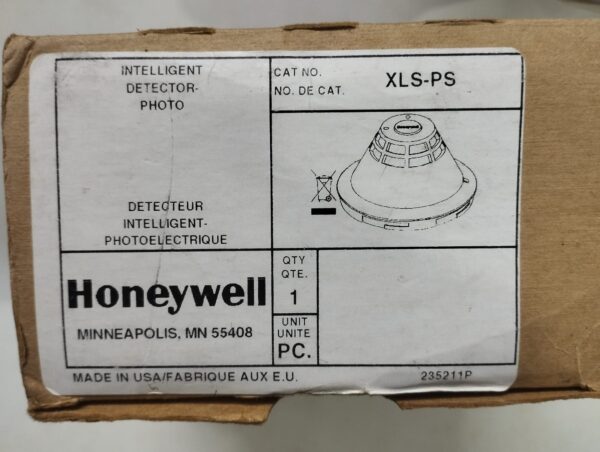 INTELLIGENT
DETECTOR-
PHOTO
DETECTEUR
INTELLIGENT-
PHOTOELECTRIQUE
CAT NO.
NO. DE CAT.
XLS-PS
Honeywell
Honeywell
MINNEAPOLIS, MN 55408
QTY
QTE.
1
UNIT
UNITE
PC.
MADE IN USA/FABRIQUE AUX E.U.
235211P